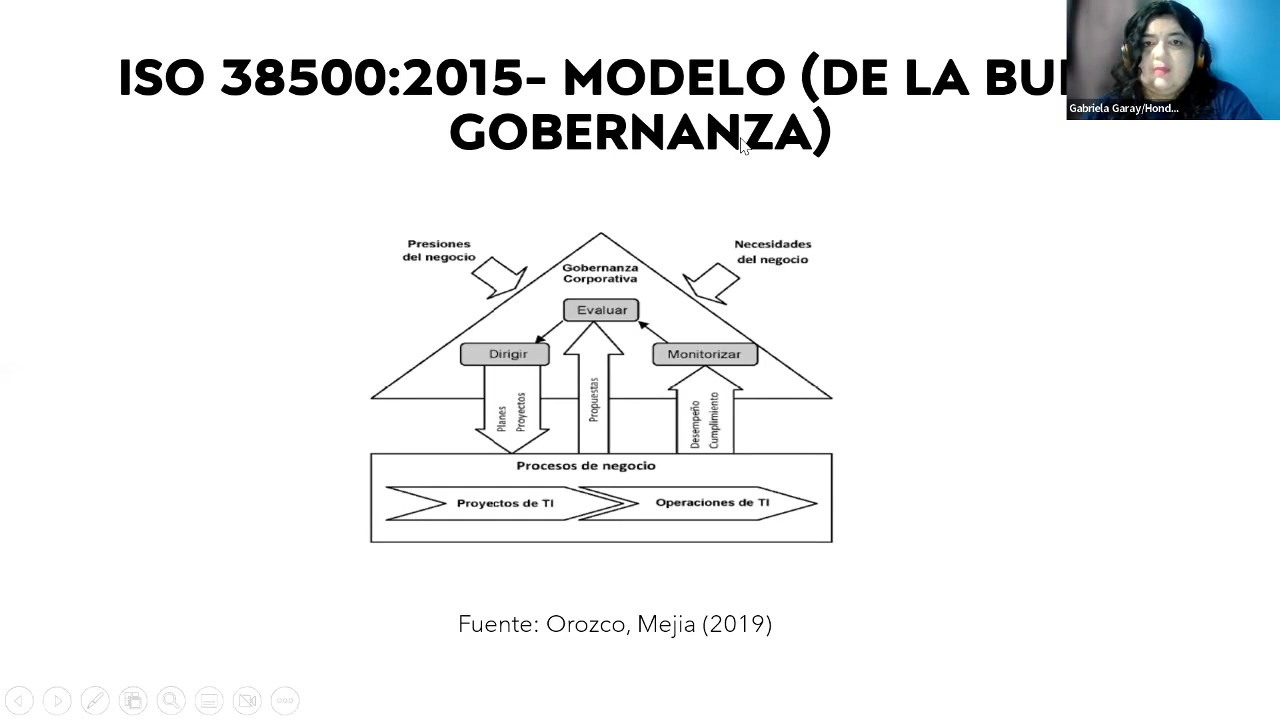 ISO 38500:2015- MODELO (DE LA
GOBERNANZA)
Gabriela Garay/Hond...
Presiones
del negocio
Necesidades
del negocio
Gobernanza
Corporativa
Evaluar
Dirigir
Monitorizar
Planes
Proyectos
Propuestas
Desempeño
Cumplimiento
Procesos de negocio
Proyectos de TI
Operaciones de TI
Fuente: Orozco, Mejia (2019)